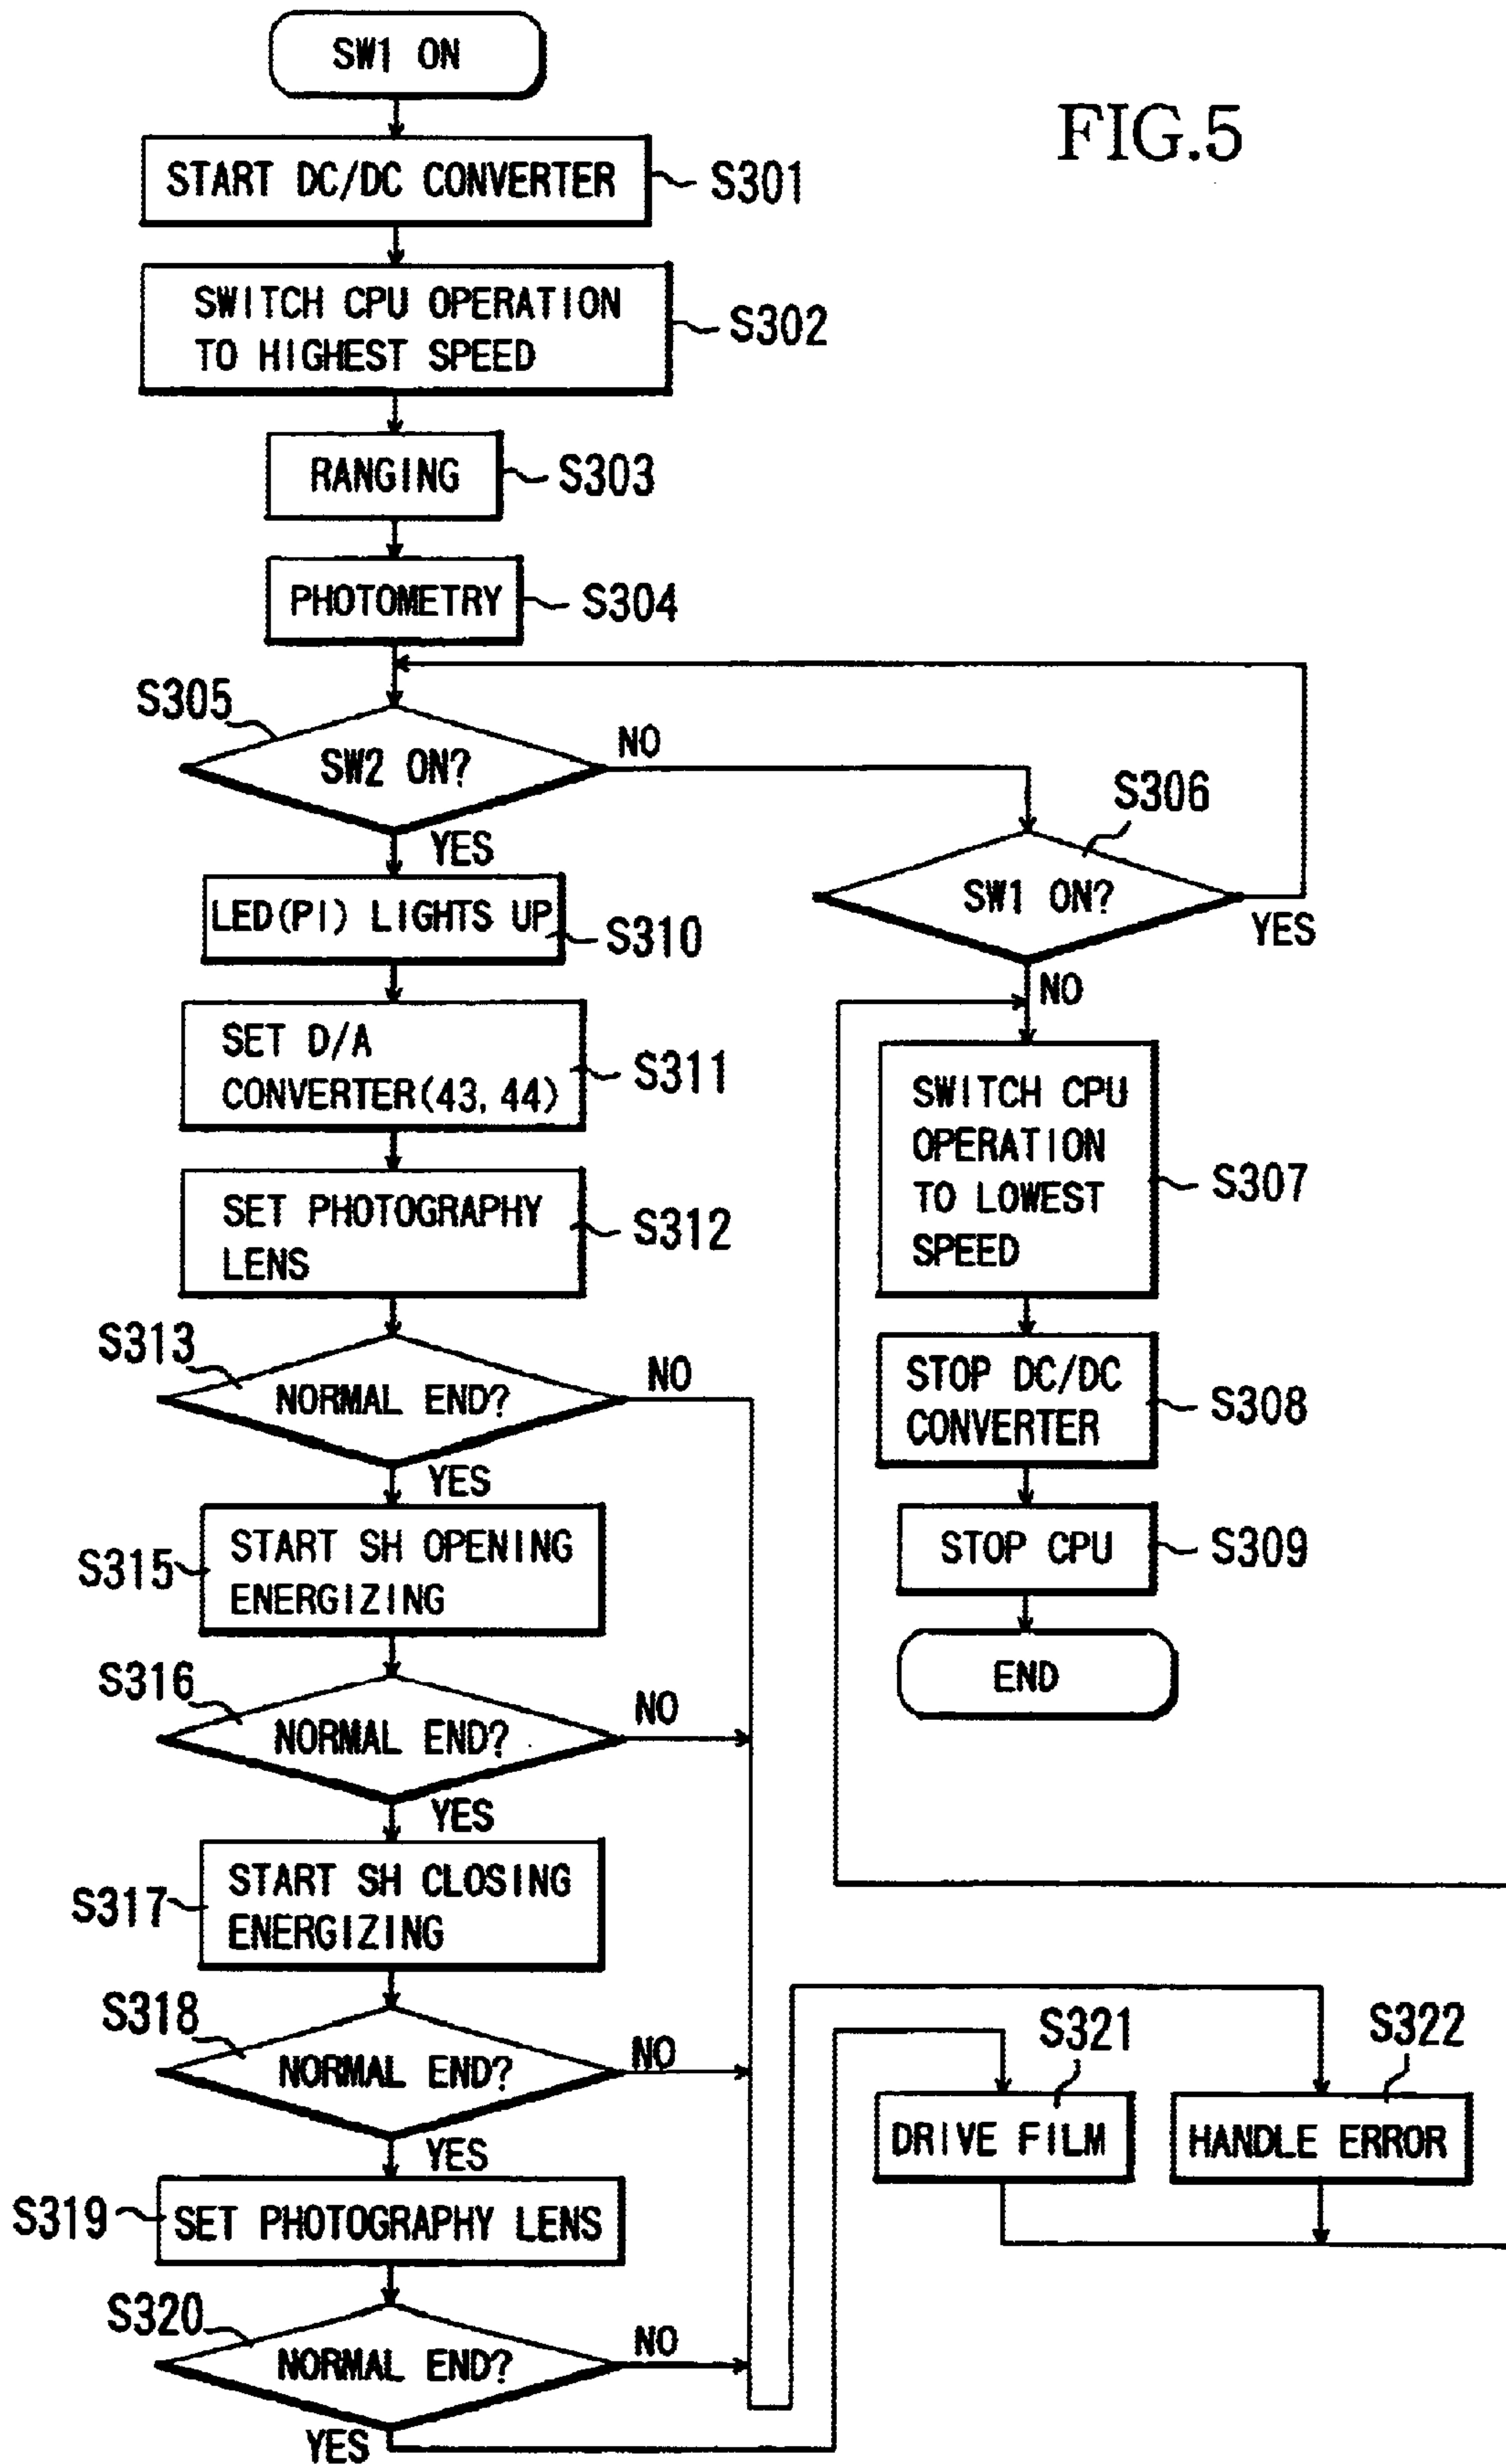 FIG.5
SW1 ON
START DC/DC CONVERTER
S301
SWITCH CPU OPERATION
TO HIGHEST SPEED
S302
RANGING
S303
PHOTOMETRY
S304
S305
SW2 ON?
NO
YES
S306
SW1 ON?
YES
NO
LED(PI) LIGHTS UP
S310
SET D/A
CONVERTER(43, 44)
S311
SET PHOTOGRAPHY
LENS
S312
S313
NORMAL END?
NO
YES
START SH OPENING
ENERGIZING
S315
S316
NORMAL END?
NO
YES
START SH CLOSING
ENERGIZING
S317
S318
NORMAL END?
NO
YES
S319
SET PHOTOGRAPHY LENS
S320
NORMAL END?
NO
YES
SWITCH CPU
OPERATION
TO LOWEST
SPEED
S307
STOP DC/DC
CONVERTER
S308
STOP CPU
S309
END
S321
DRIVE FILM
S322
HANDLE ERROR